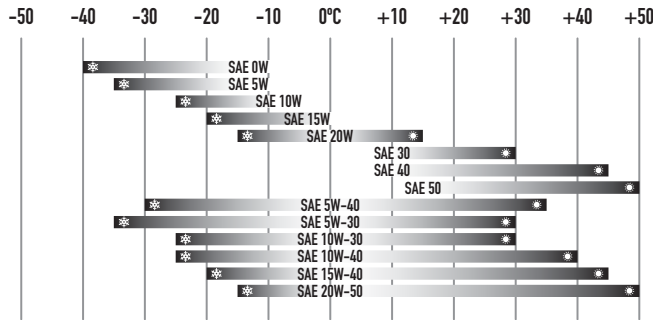 -50 -40 -30 -20 -10 0°C +10 +20 +30 +40 +50
SAE 0W
SAE 5W
SAE 10W
SAE 15W
SAE 20W
SAE 30
SAE 40
SAE 50
SAE 5W-40
SAE 5W-30
SAE 10W-30
SAE 10W-40
SAE 15W-40
SAE 20W-50